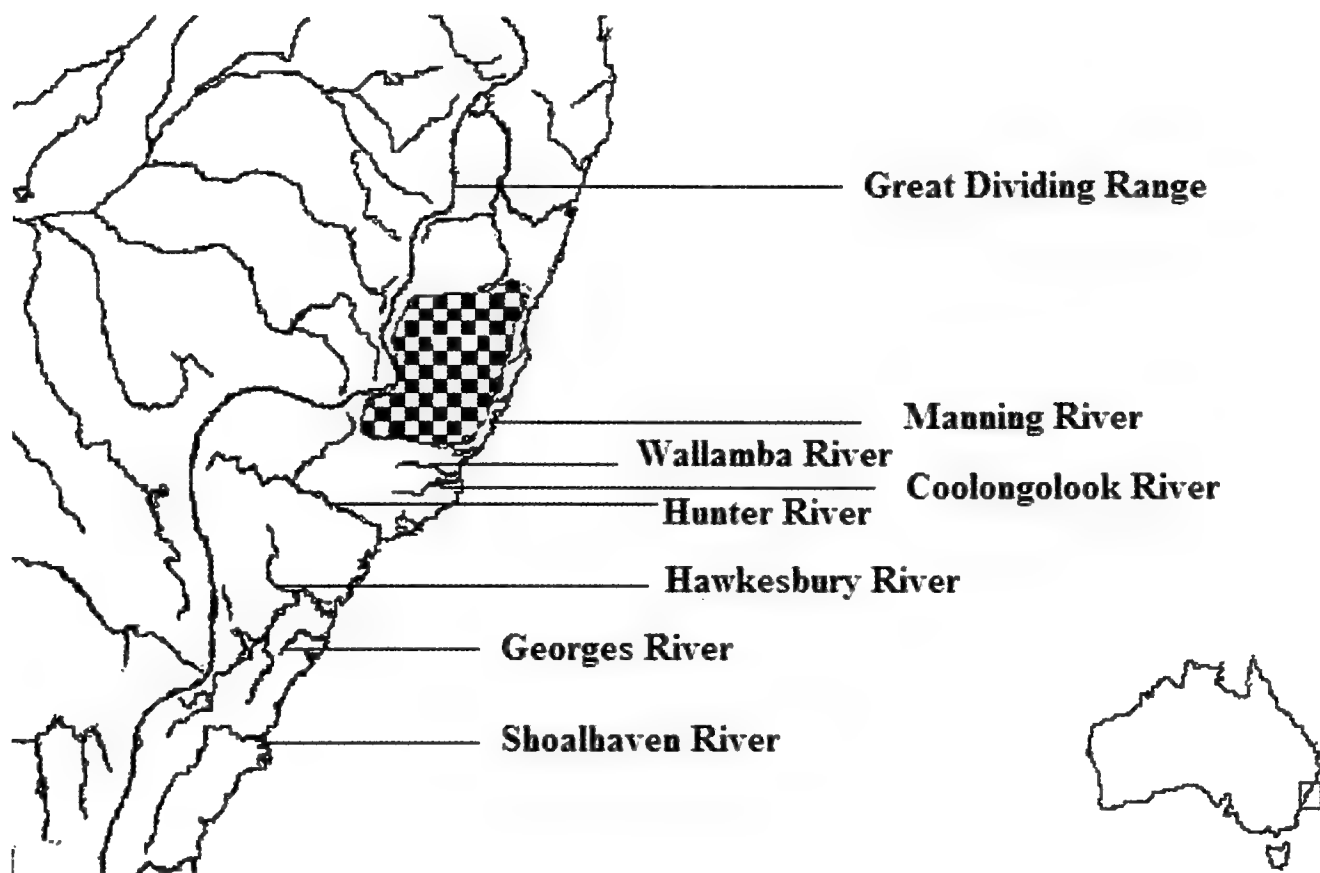 Great Dividing Range
Manning River
Wallamba River
Coolongolook River
Hunter River
Hawkesbury River
Georges River
Shoalhaven River